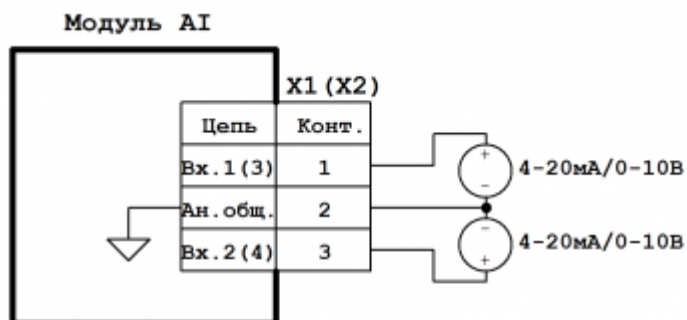 Модуль AI
X1(X2)
Цепь Конт.
Вх.1(3) 1
4-20мА/0-10В
Ан.общ. 2
Вх.2(4) 3
4-20мА/0-10В
+
-
-
+